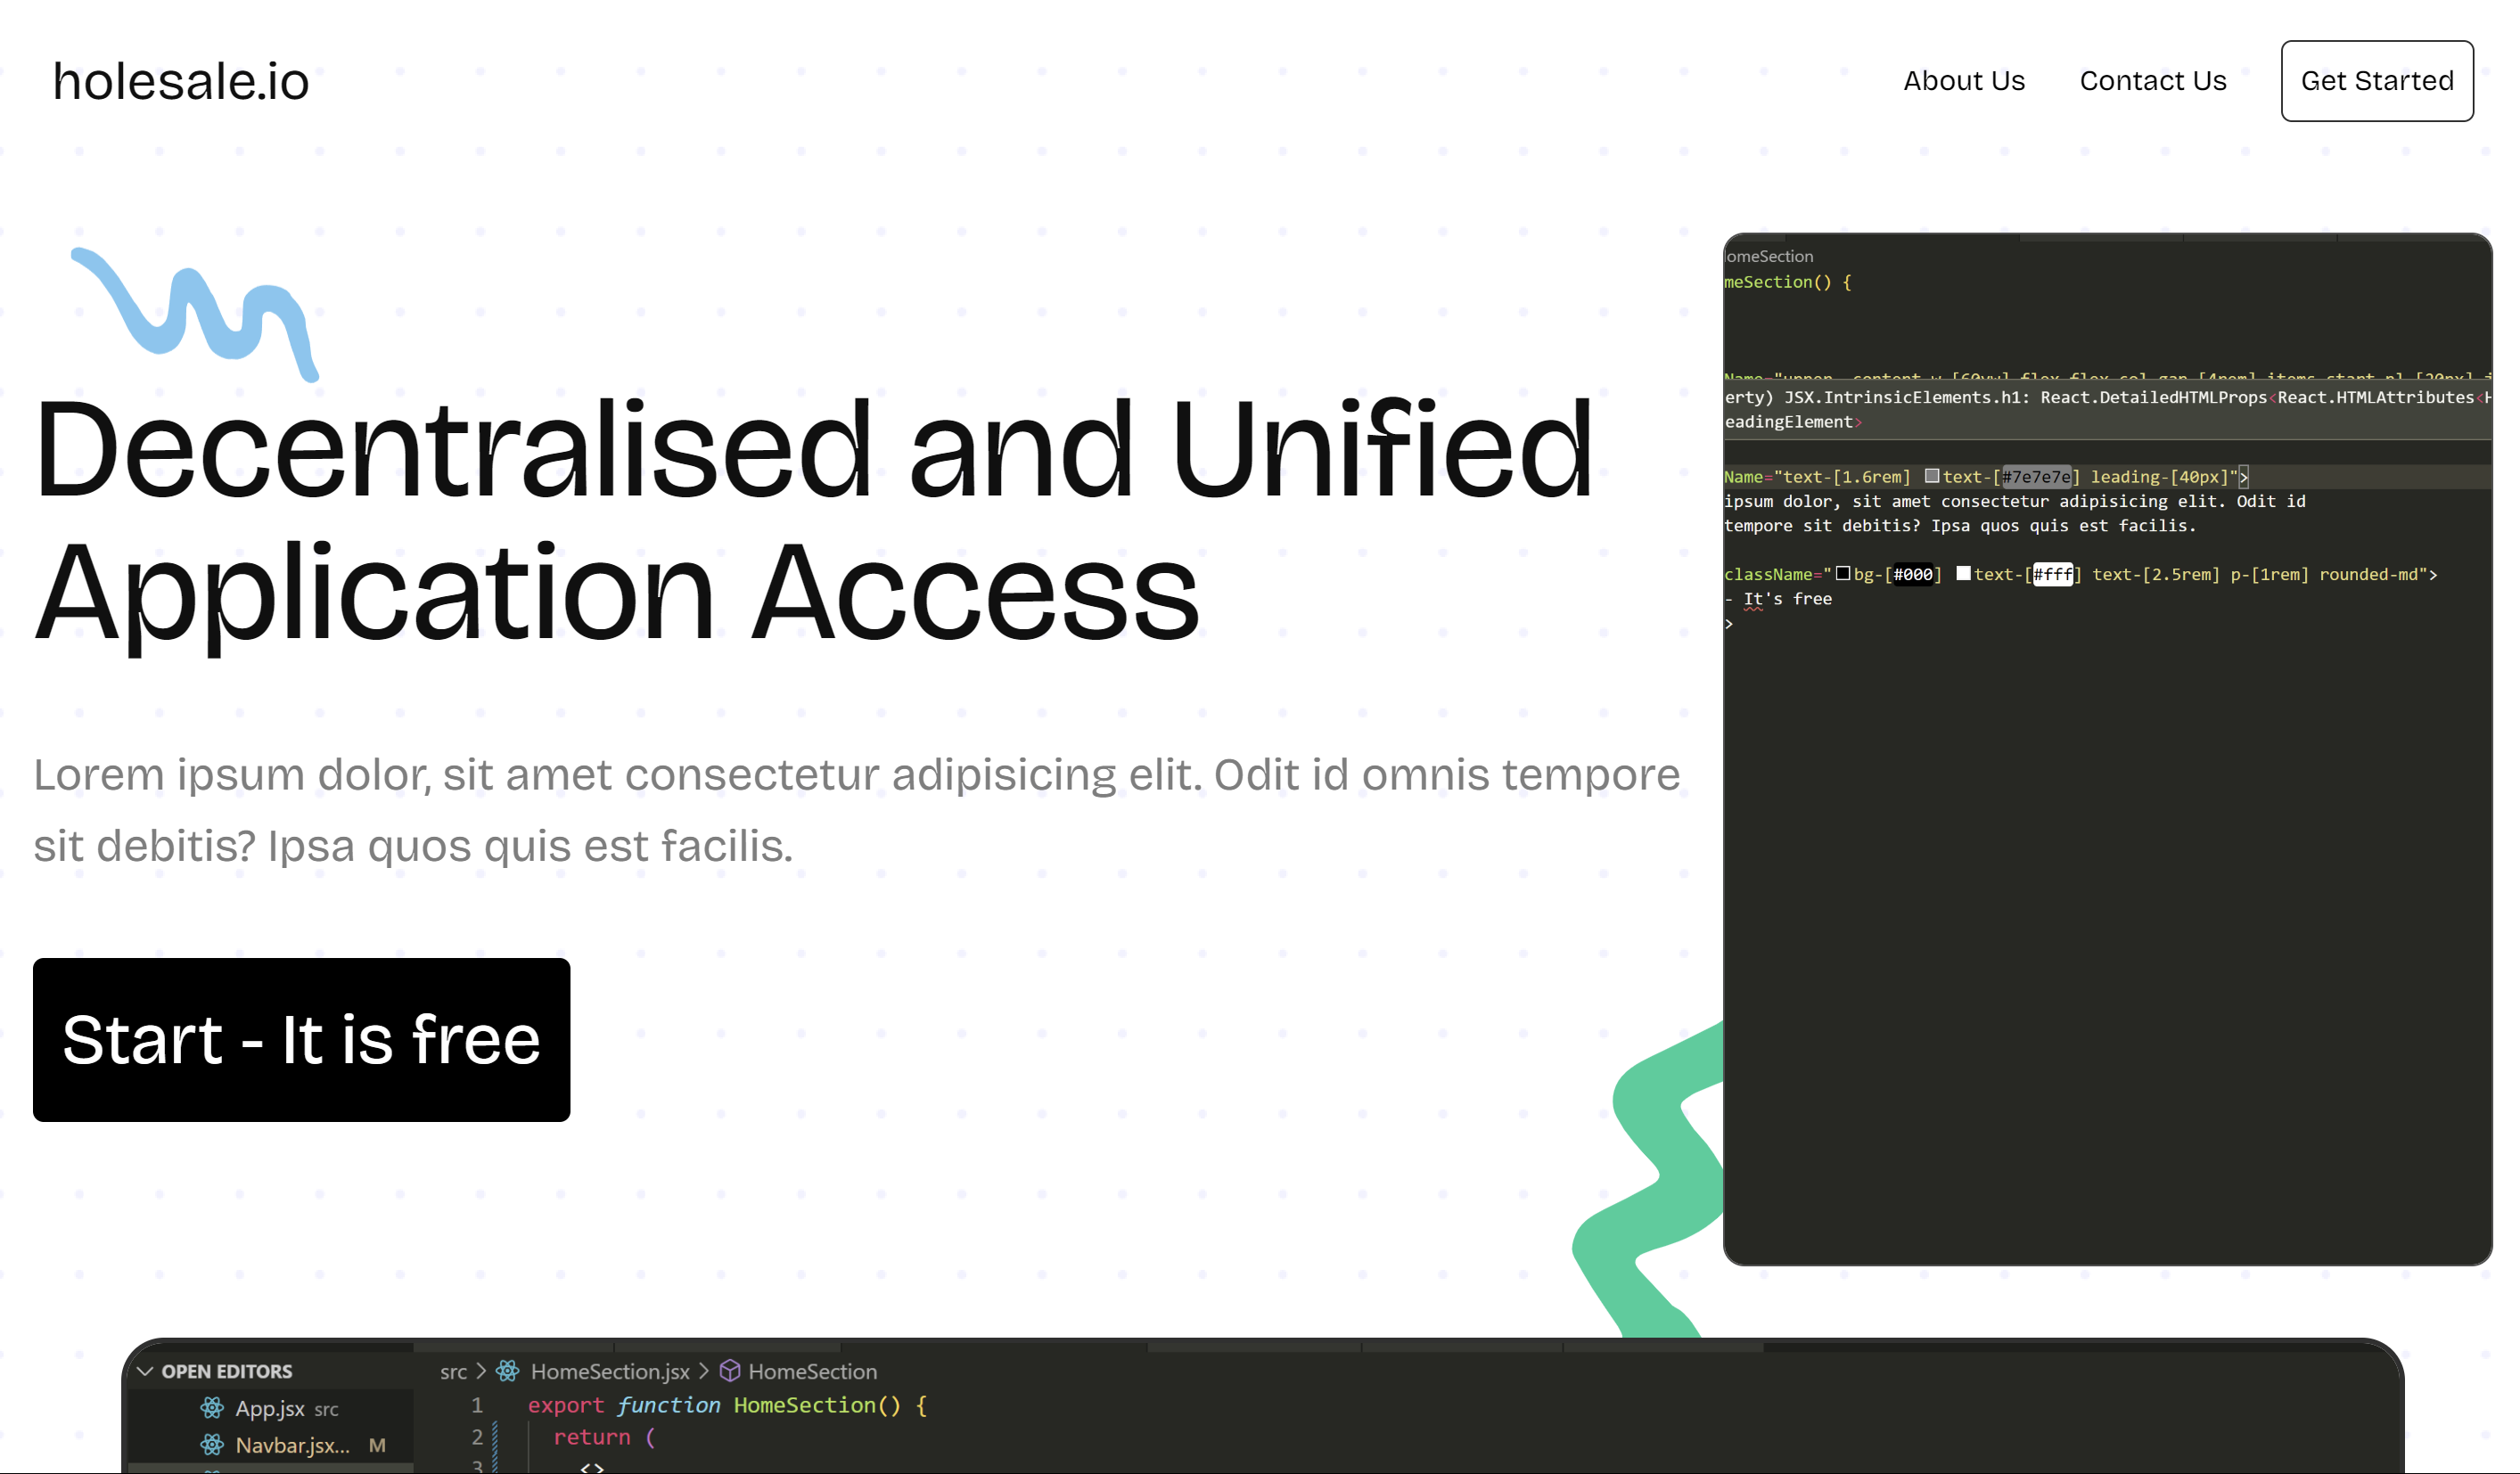 holesale.io
About Us
Contact Us
Get Started
Decentralised and Unified
Application Access
Lorem ipsum dolor, sit amet consectetur adipisicing elit. Odit id omnis tempore
sit debitis? Ipsa quos quis est facilis.
Start - It is free
omeSection
meSection() {
erty) JSX.IntrinsicElements.h1: React.DetailedHTMLProps<React.HTMLAttributes<H
eadingElement>
Name="text-[1.6rem] text-[#7e7e7e] leading-[40px]">
ipsum dolor, sit amet consectetur adipisicing elit. Odit id
tempore sit debitis? Ipsa quos quis est facilis.
className="bg-[#000] text-[#fff] text-[2.5rem] p-[1rem] rounded-md">
- It's free
>
OPEN EDITORS
App.jsx src
Navbar.jsx... M
src > HomeSection.jsx > HomeSection
1 export function HomeSection() {
2 return (
3 <>